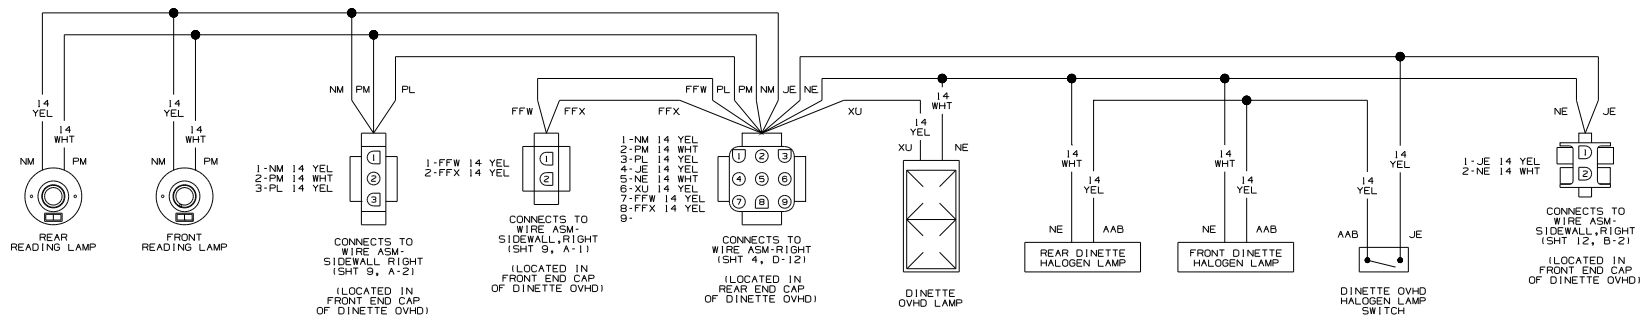 14
YEL
14
WHT
NM
PM
REAR
READING LAMP
14
YEL
14
WHT
NM
PM
FRONT
READING LAMP
NM
PM
PL
1-NM 14 YEL
2-PM 14 WHT
3-PL 14 YEL
1
2
3
CONNECTS TO
WIRE ASM-
SIDEWALL RIGHT
(SHT 9, A-2)
(LOCATED IN
FRONT END CAP
OF DINETTE OVHD)
FFW
FFX
1-FFW 14 YEL
2-FFX 14 YEL
1
2
CONNECTS TO
WIRE ASM-
SIDEWALL,RIGHT
(SHT 9, A-1)
(LOCATED IN
FRONT END CAP
OF DINETTE OVHD)
FFW
PL
PM
NM
JE
NE
FFX
XU
1-NM 14 YEL
2-PM 14 WHT
3-PL 14 YEL
4-JE 14 YEL
5-NE 14 WHT
6-XU 14 YEL
7-FFW 14 YEL
8-FFX 14 YEL
9-
1
2
3
4
5
6
7
8
9
CONNECTS TO
WIRE ASM-RIGHT
(SHT 4, D-12)
(LOCATED IN
REAR END CAP
OF DINETTE OVHD)
14
WHT
14
YEL
XU
NE
DINETTE
OVHD LAMP
14
WHT
14
YEL
NE
AAB
REAR DINETTE
HALOGEN LAMP
14
WHT
14
YEL
NE
AAB
FRONT DINETTE
HALOGEN LAMP
14
YEL
14
YEL
AAB
JE
DINETTE OVHD
HALOGEN LAMP
SWITCH
NE
JE
1-JE 14 YEL
2-NE 14 WHT
1
2
CONNECTS TO
WIRE ASM-
SIDEWALL,RIGHT
(SHT 12, B-2)
(LOCATED IN
FRONT END CAP
OF DINETTE OVHD)